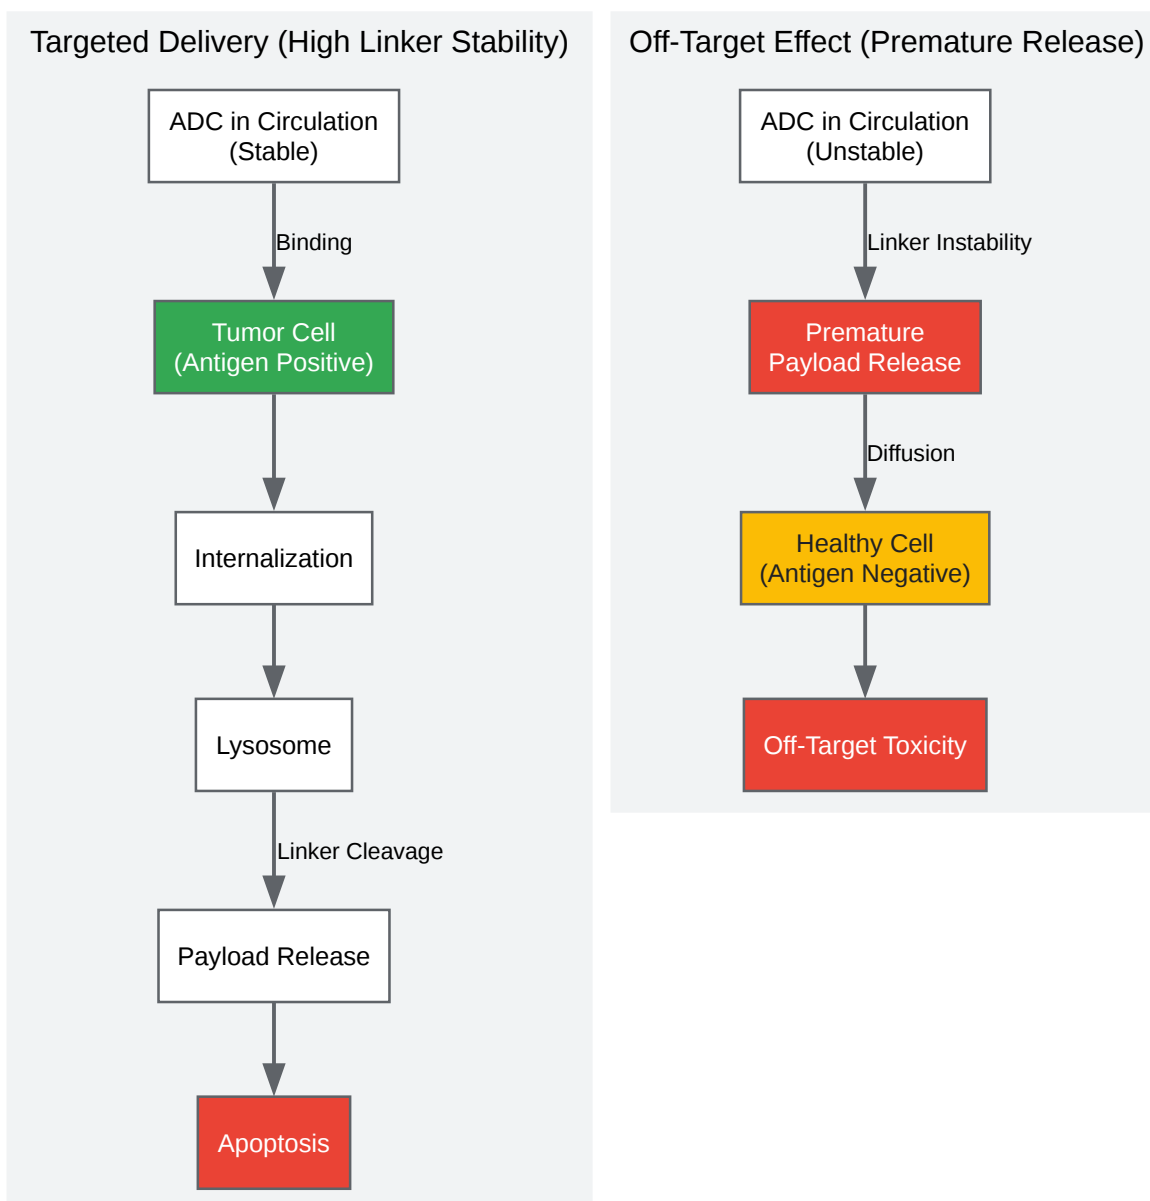 Targeted Delivery (High Linker Stability)
ADC in Circulation
(Stable)
Binding
Tumor Cell
(Antigen Positive)
Internalization
Lysosome
Linker Cleavage
Payload Release
Apoptosis
Off-Target Effect (Premature Release)
ADC in Circulation
(Unstable)
Linker Instability
Premature
Payload Release
Diffusion
Healthy Cell
(Antigen Negative)
Off-Target Toxicity